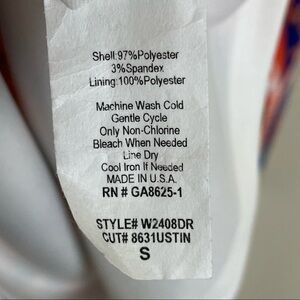 Shell:97%Polyester
3%Spandex
Lining:100%Polyester
Machine Wash Cold
Gentle Cycle
Only Non-Chlorine
Bleach When Needed
Line Dry
Cool Iron If Needed
MADE IN U.S.A.
RN # GA8625-1
STYLE# W2408DR
CUT# 8631USTIN
S